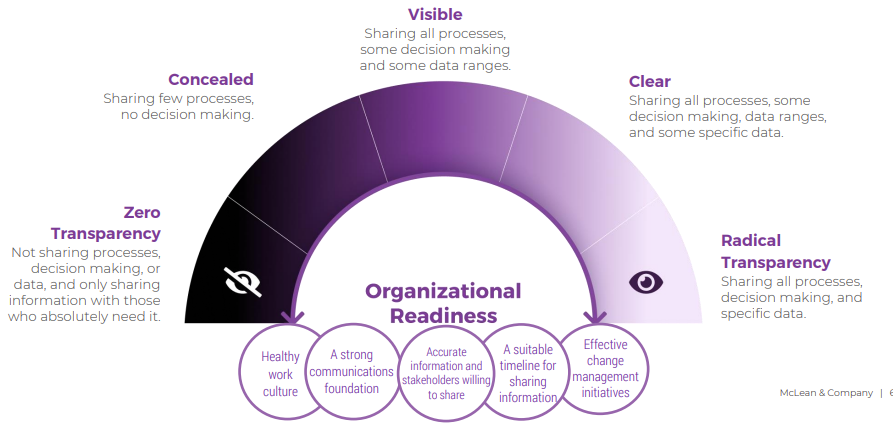 Visible
Sharing all processes,
some decision making
and some data ranges.
Concealed
Sharing few processes,
no decision making.
Clear
Sharing all processes, some
decision making, data ranges,
and some specific data.
Zero
Transparency
Not sharing processes,
decision making, or
data, and only sharing
information with those
who absolutely need it.
Radical
Transparency
Sharing all processes,
decision making, and
specific data.
Organizational
Readiness
Healthy
work
culture
A strong
communications
foundation
Accurate
information and
stakeholders willing
to share
A suitable
timeline for
sharing
information
Effective
change
management
initiatives
McLean & Company | 6